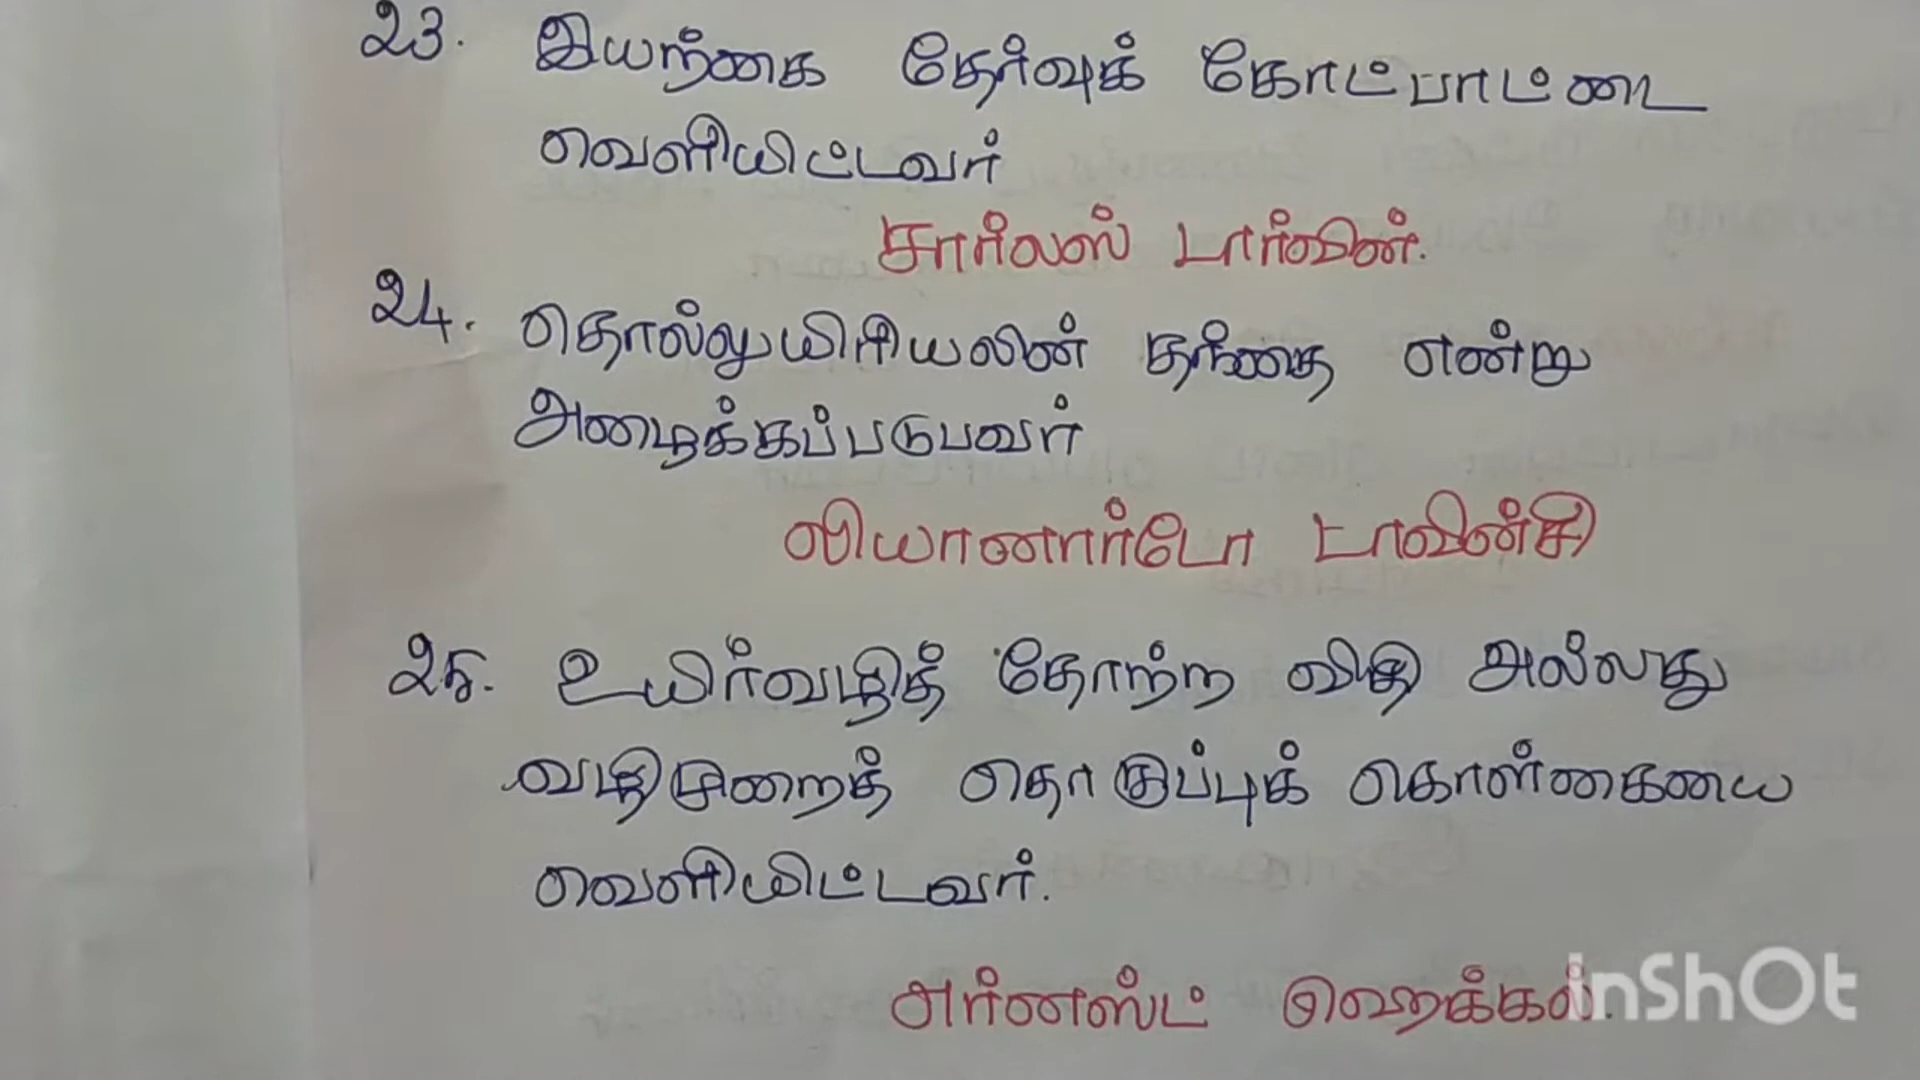 23. இயற்கை தேர்வுக் கோட்பாட்டை
வெளியிட்டவர்
சார்லஸ் டார்வின்.
24. தொல்லுயிரியலின் தந்தை என்று
அழைக்கப்படுபவர்
லியானார்டோ டாவின்சி
25. உயிர்வழித் தோற்ற விதி அல்லது
வழிமுறைத் தொகுப்புக் கொள்கையை
வெளியிட்டவர்.
அர்னஸ்ட் ஹெக்கல்.
inShOt